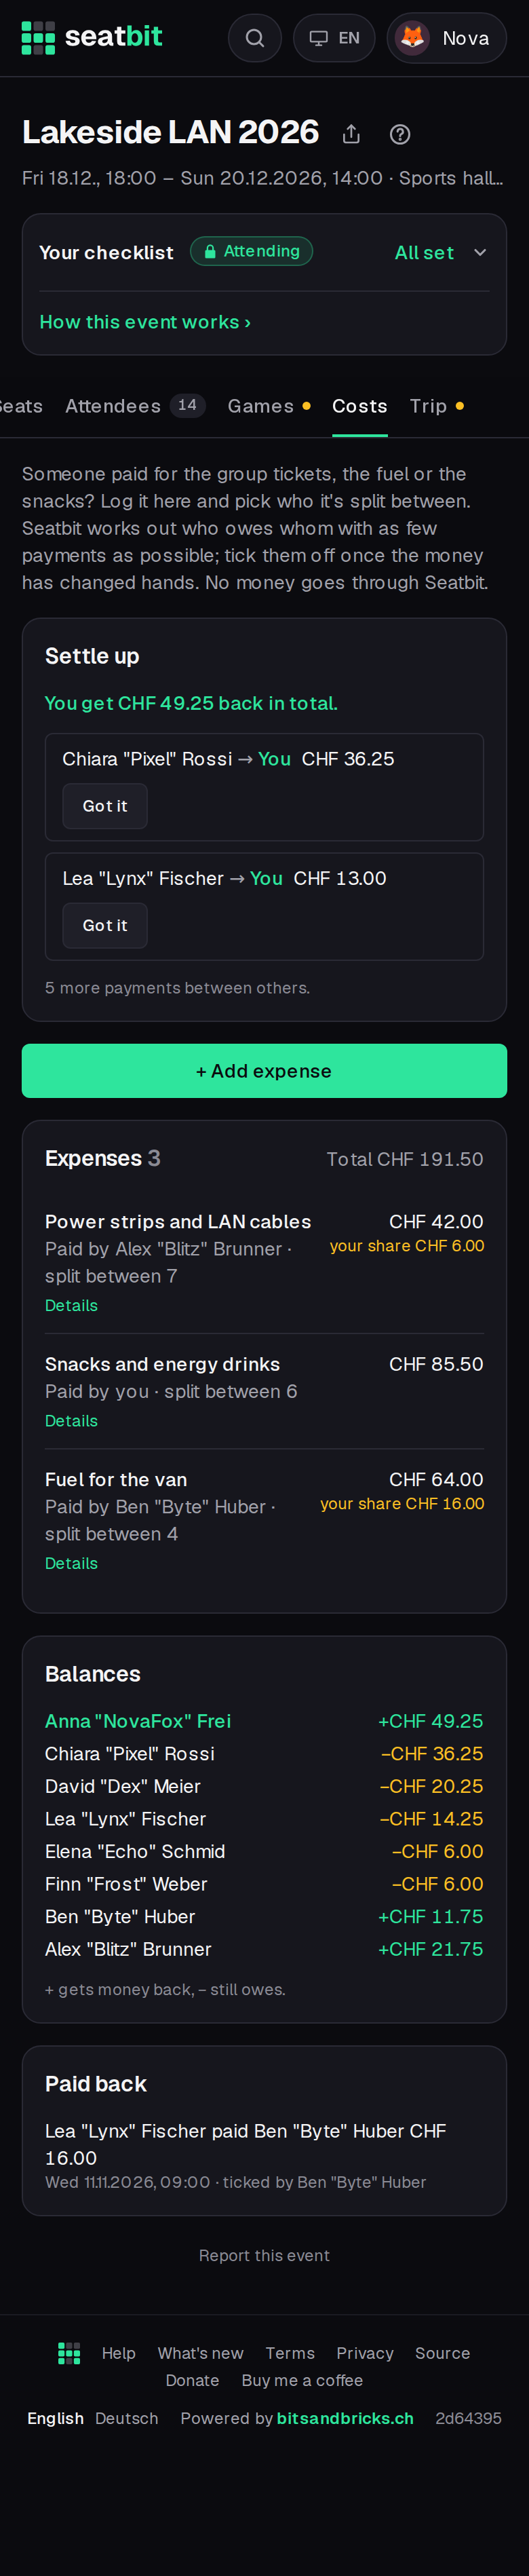 seatbit
EN
Nova
Lakeside LAN 2026
Fri 18.12., 18:00 – Sun 20.12.2026, 14:00 · Sports hall…
Your checklist
Attending
All set
How this event works ›
Seats
Attendees 14
Games
Costs
Trip
Someone paid for the group tickets, the fuel or the
snacks? Log it here and pick who it's split between.
Seatbit works out who owes whom with as few
payments as possible; tick them off once the money
has changed hands. No money goes through Seatbit.
Settle up
You get CHF 49.25 back in total.
Chiara "Pixel" Rossi → You CHF 36.25
Got it
Lea "Lynx" Fischer → You CHF 13.00
Got it
5 more payments between others.
+ Add expense
Expenses 3
Total CHF 191.50
Power strips and LAN cables
CHF 42.00
Paid by Alex "Blitz" Brunner ·
your share CHF 6.00
split between 7
Details
Snacks and energy drinks
CHF 85.50
Paid by you · split between 6
Details
Fuel for the van
CHF 64.00
Paid by Ben "Byte" Huber ·
your share CHF 16.00
split between 4
Details
Balances
Anna "NovaFox" Frei +CHF 49.25
Chiara "Pixel" Rossi −CHF 36.25
David "Dex" Meier −CHF 20.25
Lea "Lynx" Fischer −CHF 14.25
Elena "Echo" Schmid −CHF 6.00
Finn "Frost" Weber −CHF 6.00
Ben "Byte" Huber +CHF 11.75
Alex "Blitz" Brunner +CHF 21.75
+ gets money back, − still owes.
Paid back
Lea "Lynx" Fischer paid Ben "Byte" Huber CHF
16.00
Wed 11.11.2026, 09:00 · ticked by Ben "Byte" Huber
Report this event
Help What's new Terms Privacy Source
Donate Buy me a coffee
English Deutsch Powered by bitsandbricks.ch 2d64395